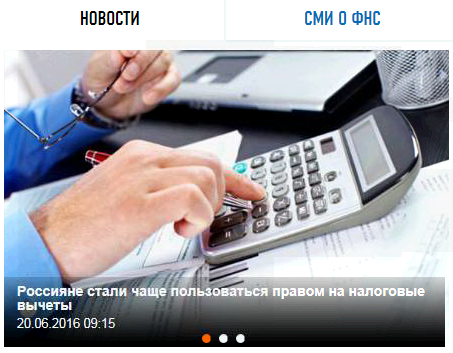 НОВОСТИ
СМИ О ФНС
Россияне стали чаще пользоваться правом на налоговые
вычеты
20.06.2016 09:15